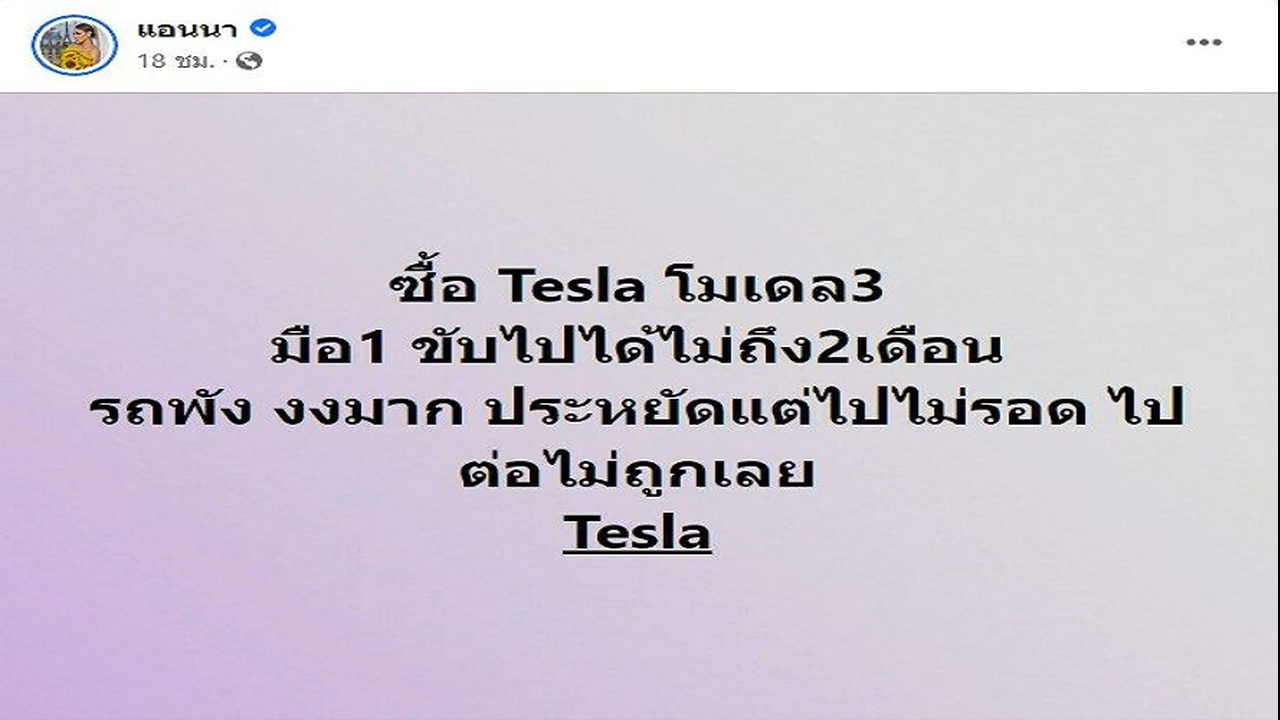 แอนนา
18 ชม. ·
ซื้อ Tesla โมเดล3
มือ1 ขับไปได้ไม่ถึง2เดือน
รถพัง งงมาก ประหยัดแต่ไปไม่รอด ไป
ต่อไม่ถูกเลย
Tesla